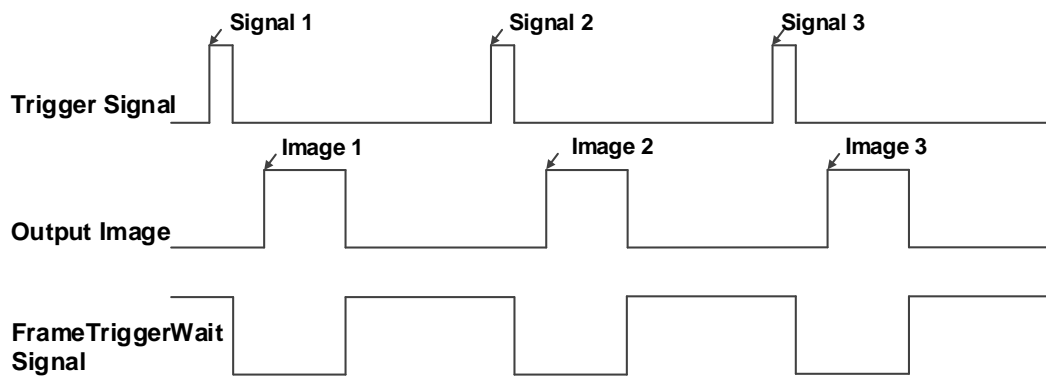 Signal 1
Signal 2
Signal 3
Trigger Signal
Image 1
Image 2
Image 3
Output Image
FrameTriggerWait
Signal